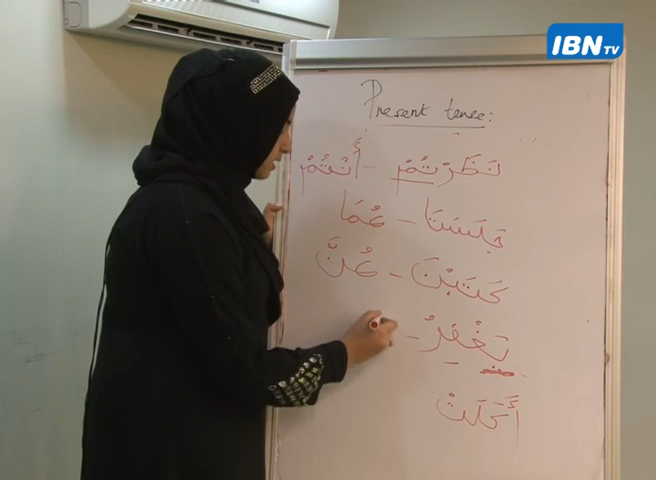 IBN TV
Present tense:
نَظَرْتُمْ - أَنْتُمْ
جَلَسَتَا - هُمَا
كَتَبْنَ - هُنَّ
تَغْفِرُ -
أَكَلَتْ